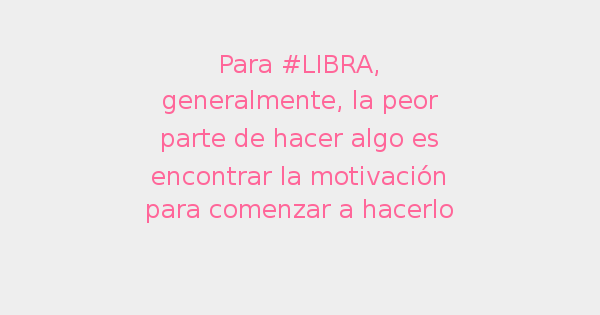 Para #LIBRA,
generalmente, la peor
parte de hacer algo es
encontrar la motivación
para comenzar a hacerlo